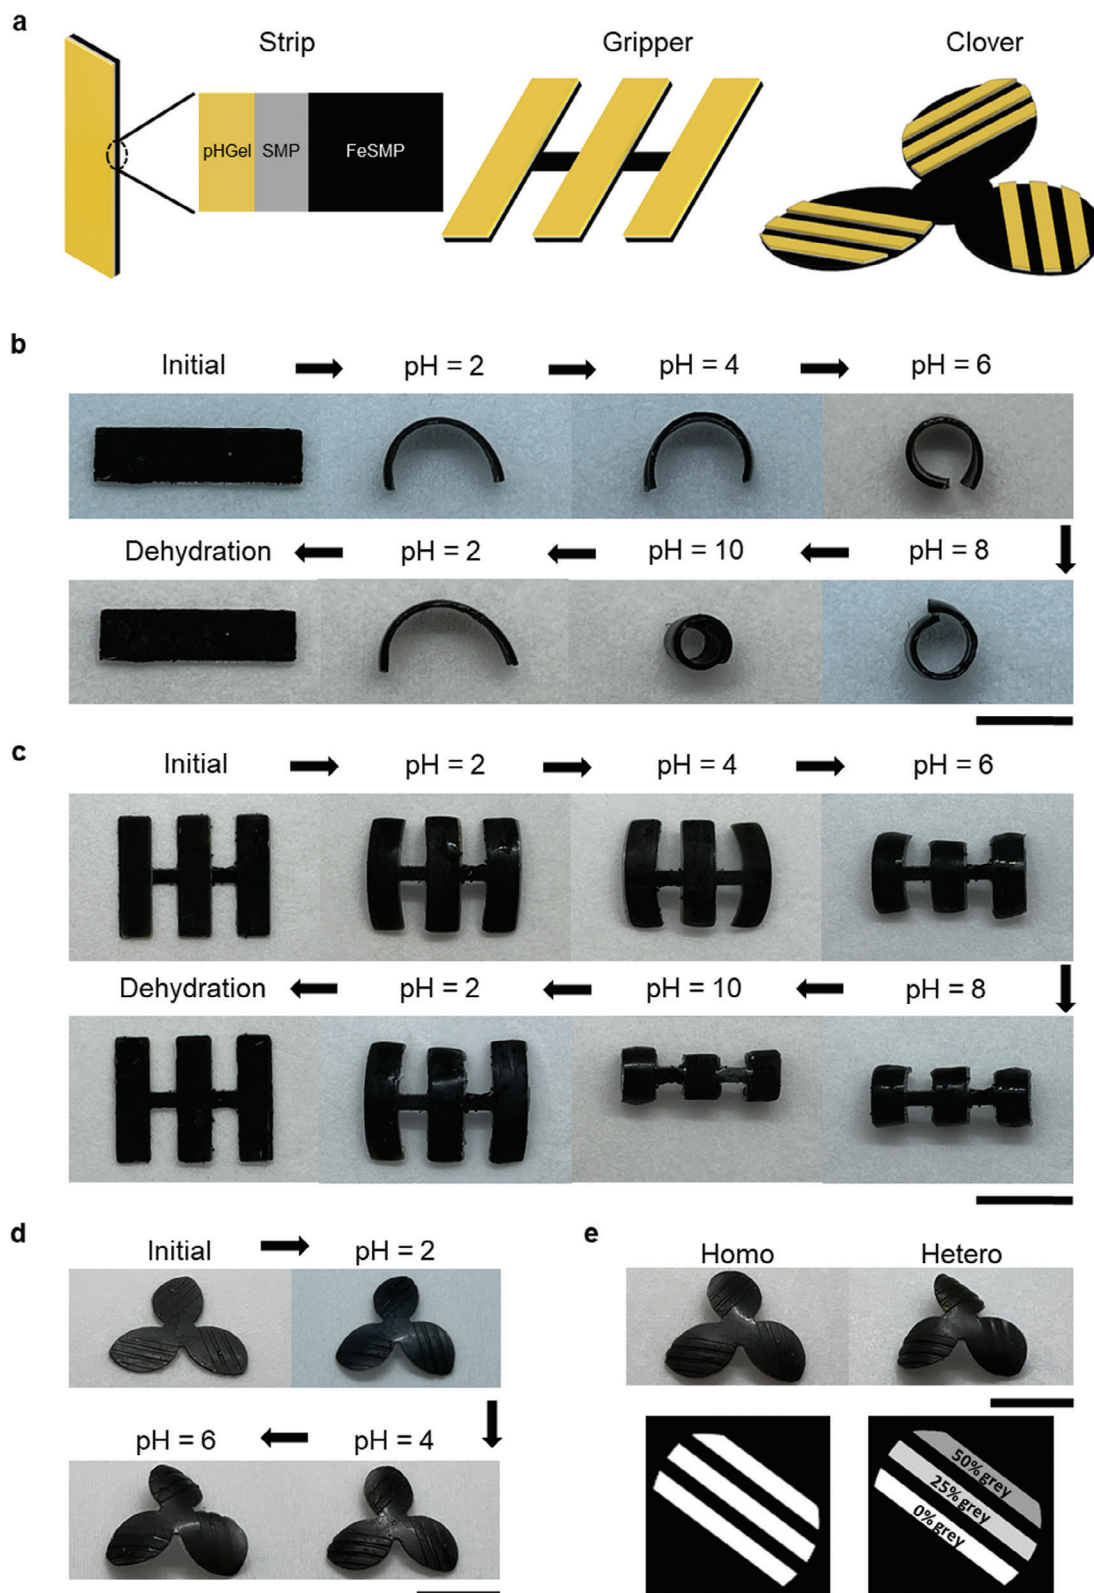 a
Strip
Gripper
Clover
pHGel
SMP
FeSMP
b
Initial
pH = 2
pH = 4
pH = 6
Dehydration
pH = 2
pH = 10
pH = 8
c
Initial
pH = 2
pH = 4
pH = 6
Dehydration
pH = 2
pH = 10
pH = 8
d
Initial
pH = 2
pH = 6
pH = 4
e
Homo
Hetero
50% grey
25% grey
0% grey